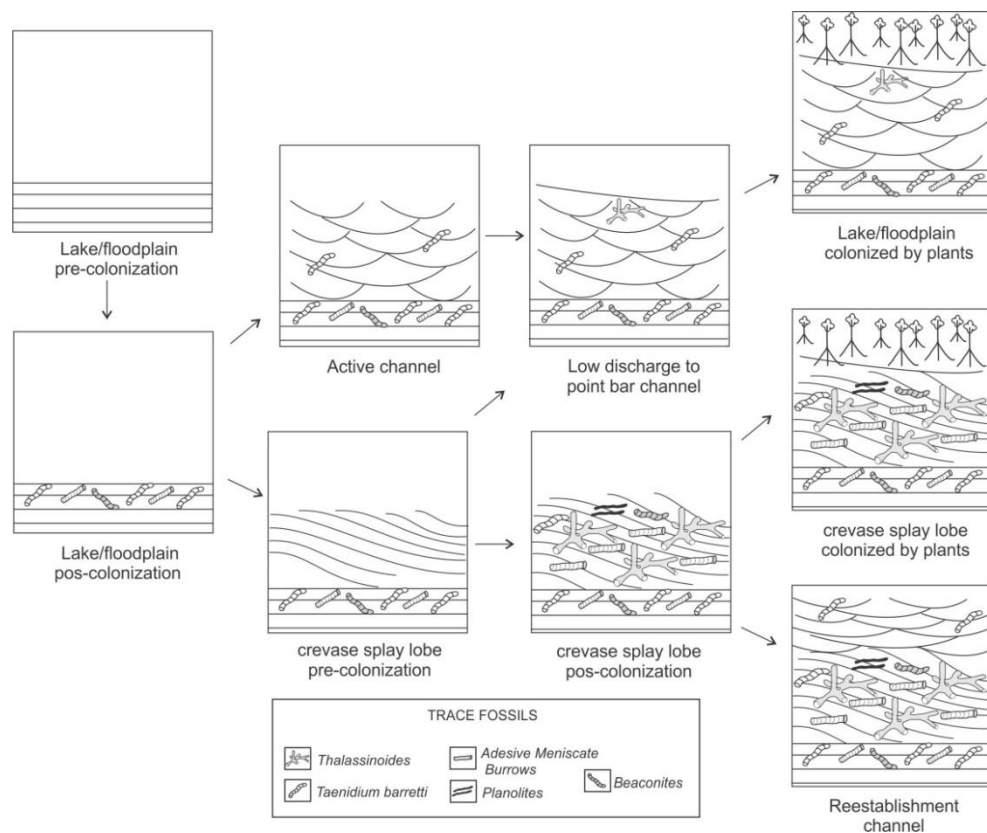 Lake/floodplain
pre-colonization
Lake/floodplain
pos-colonization
Active channel
Low discharge to
point bar channel
Lake/floodplain
colonized by plants
crevase splay lobe
pre-colonization
crevase splay lobe
pos-colonization
crevase splay lobe
colonized by plants
Reestablishment
channel
TRACE FOSSILS
Thalassinoides
Taenidium barretti
Adesive Meniscate
Burrows
Planolites
Beaconites